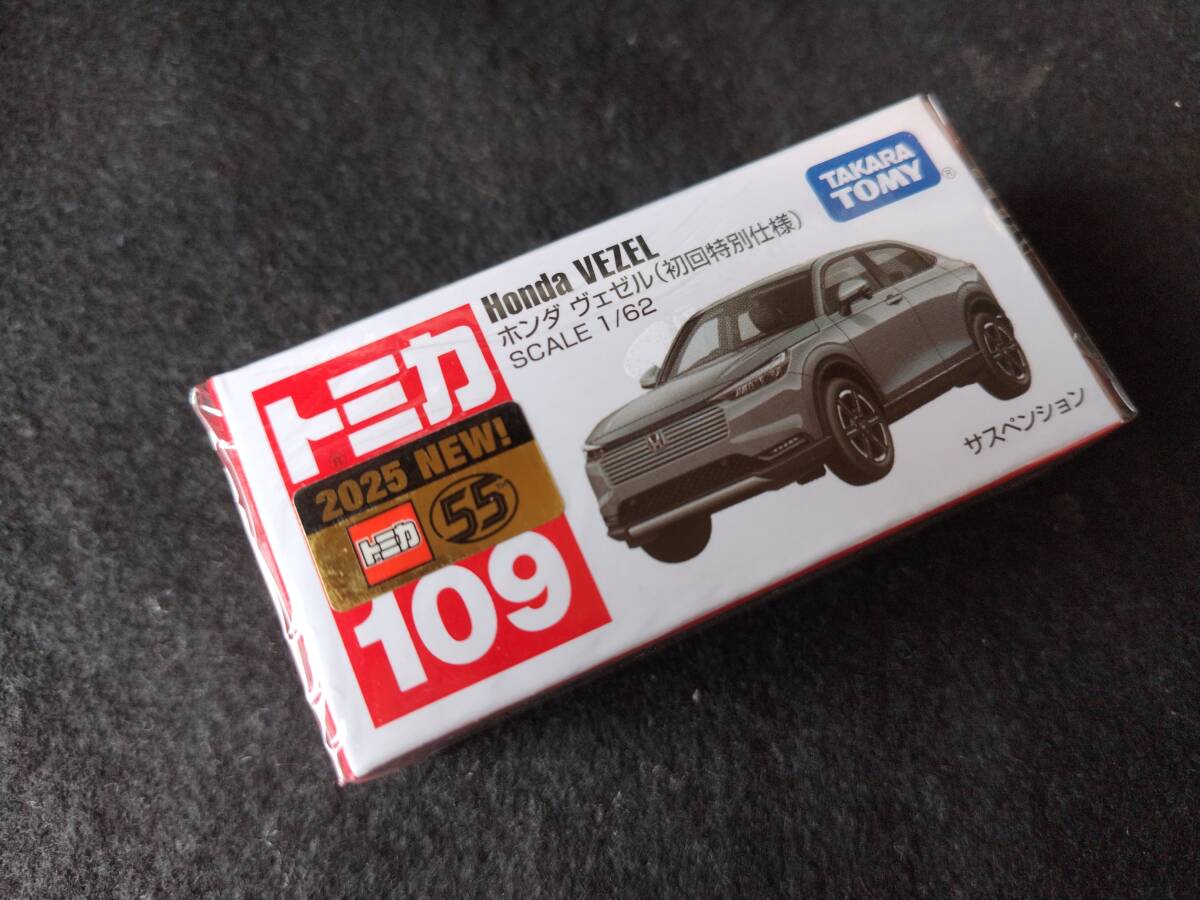 TAKARA
TOMY®
Honda VEZEL
ホンダ ヴェゼル(初回特別仕様)
SCALE 1/62
トミカ
®
2025 NEW!
トミカ 55th
109
サスペンション